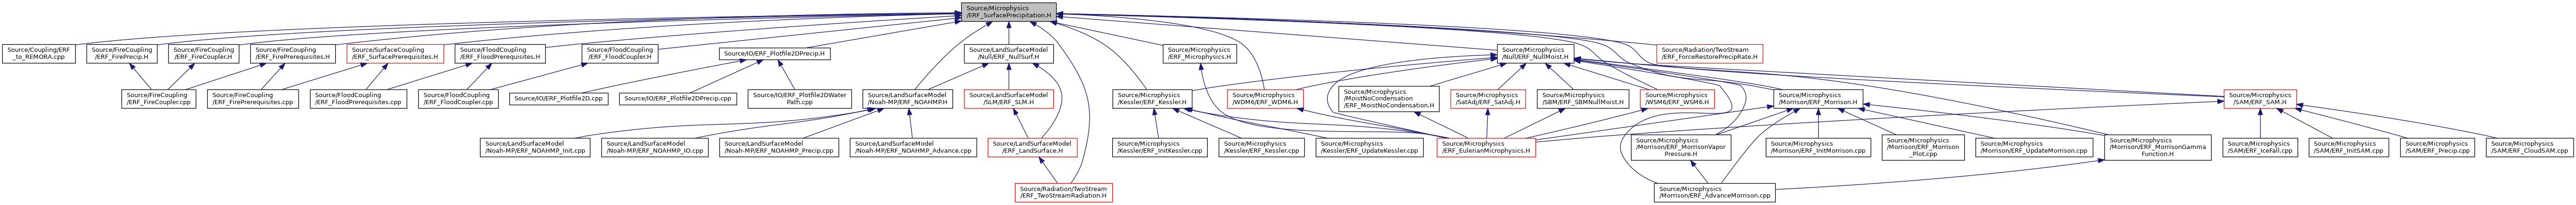 Source/Microphysics
/ERF_SurfacePrecipitation.H
Source/Coupling/ERF
_to_REMORA.cpp
Source/FireCoupling
/ERF_FirePrecip.H
Source/FireCoupling
/ERF_FireCoupler.H
Source/FireCoupling
/ERF_FirePrerequisites.H
Source/SurfaceCoupling
/ERF_SurfacePrerequisites.H
Source/FloodCoupling
/ERF_FloodPrerequisites.H
Source/FloodCoupling
/ERF_FloodCoupler.H
Source/IO/ERF_Plotfile2DPrecip.H
Source/LandSurfaceModel
/Null/ERF_NullSurf.H
Source/Microphysics
/ERF_Microphysics.H
Source/Microphysics
/Null/ERF_NullMoist.H
Source/Radiation/TwoStream
/ERF_ForceRestorePrecipRate.H
Source/FireCoupling
/ERF_FireCoupler.cpp
Source/FireCoupling
/ERF_FirePrerequisites.cpp
Source/FloodCoupling
/ERF_FloodPrerequisites.cpp
Source/FloodCoupling
/ERF_FloodCoupler.cpp
Source/IO/ERF_Plotfile2D.cpp
Source/IO/ERF_Plotfile2DPrecip.cpp
Source/IO/ERF_Plotfile2DWater
Path.cpp
Source/LandSurfaceModel
/Noah-MP/ERF_NOAHMP.H
Source/LandSurfaceModel
/SLM/ERF_SLM.H
Source/Microphysics
/Kessler/ERF_Kessler.H
Source/Microphysics
/WDM6/ERF_WDM6.H
Source/Microphysics
/MoistNoCondensation
/ERF_MoistNoCondensation.H
Source/Microphysics
/SatAdj/ERF_SatAdj.H
Source/Microphysics
/SBM/ERF_SBMNullMoist.H
Source/Microphysics
/WSM6/ERF_WSM6.H
Source/Microphysics
/Morrison/ERF_Morrison.H
Source/Microphysics
/SAM/ERF_SAM.H
Source/LandSurfaceModel
/Noah-MP/ERF_NOAHMP_Init.cpp
Source/LandSurfaceModel
/Noah-MP/ERF_NOAHMP_IO.cpp
Source/LandSurfaceModel
/Noah-MP/ERF_NOAHMP_Precip.cpp
Source/LandSurfaceModel
/Noah-MP/ERF_NOAHMP_Advance.cpp
Source/LandSurfaceModel
/ERF_LandSurface.H
Source/Microphysics
/Kessler/ERF_InitKessler.cpp
Source/Microphysics
/Kessler/ERF_Kessler.cpp
Source/Microphysics
/Kessler/ERF_UpdateKessler.cpp
Source/Microphysics
/ERF_EulerianMicrophysics.H
Source/Microphysics
/Morrison/ERF_MorrisonVapor
Pressure.H
Source/Microphysics
/Morrison/ERF_InitMorrison.cpp
Source/Microphysics
/Morrison/ERF_Morrison
_Plot.cpp
Source/Microphysics
/Morrison/ERF_UpdateMorrison.cpp
Source/Microphysics
/Morrison/ERF_MorrisonGamma
Function.H
Source/Microphysics
/SAM/ERF_IceFall.cpp
Source/Microphysics
/SAM/ERF_InitSAM.cpp
Source/Microphysics
/SAM/ERF_Precip.cpp
Source/Microphysics
/SAM/ERF_CloudSAM.cpp
Source/Radiation/TwoStream
/ERF_TwoStreamRadiation.H
Source/Microphysics
/Morrison/ERF_AdvanceMorrison.cpp